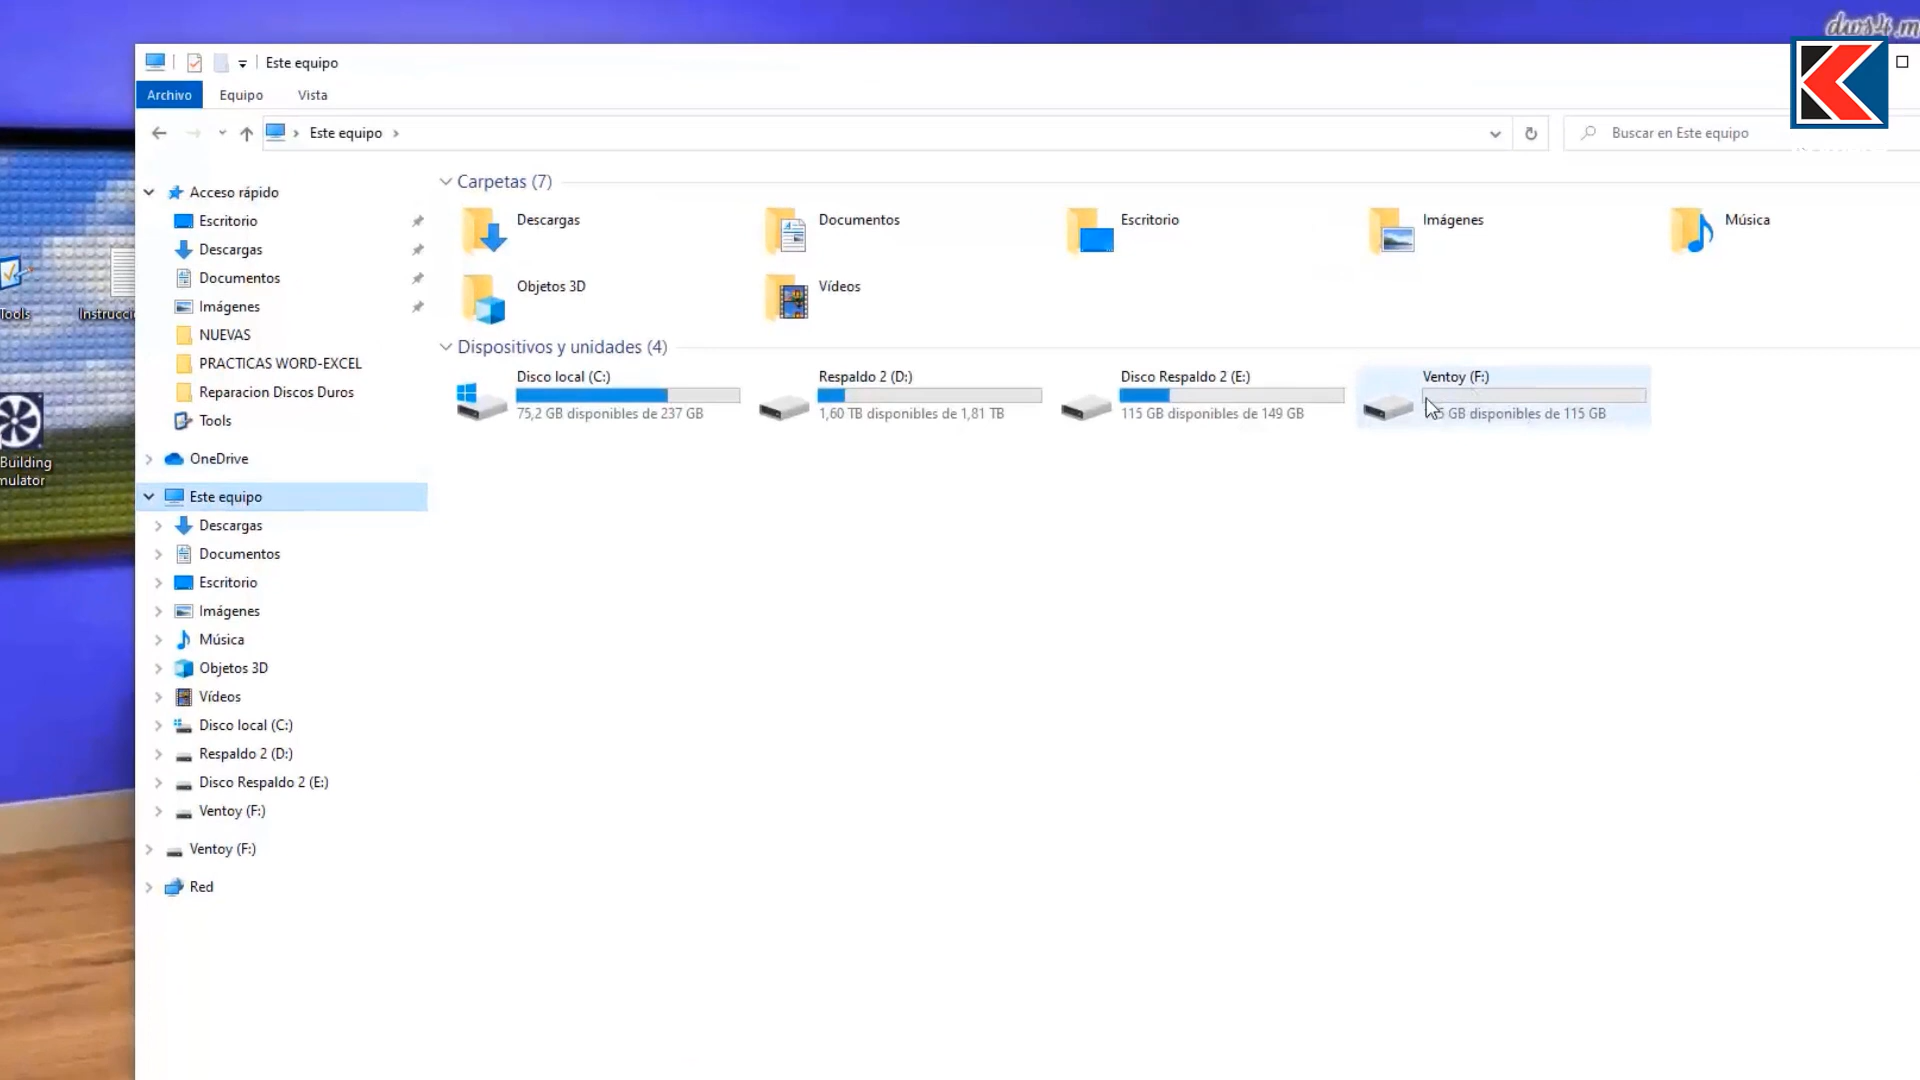 Este equipo
Archivo Equipo Vista
Este equipo
Buscar en Este equipo
Acceso rápido
Escritorio
Descargas
Documentos
Imágenes
NUEVAS
PRACTICAS WORD-EXCEL
Reparacion Discos Duros
Tools
OneDrive
Este equipo
Descargas
Documentos
Escritorio
Imágenes
Música
Objetos 3D
Vídeos
Disco local (C:)
Respaldo 2 (D:)
Disco Respaldo 2 (E:)
Ventoy (F:)
Ventoy (F:)
Red
Carpetas (7)
Descargas
Documentos
Escritorio
Imágenes
Música
Objetos 3D
Vídeos
Dispositivos y unidades (4)
Disco local (C:)
75,2 GB disponibles de 237 GB
Respaldo 2 (D:)
1,60 TB disponibles de 1,81 TB
Disco Respaldo 2 (E:)
115 GB disponibles de 149 GB
Ventoy (F:)
GB disponibles de 115 GB
Tools
Instrucci
Building
mulator